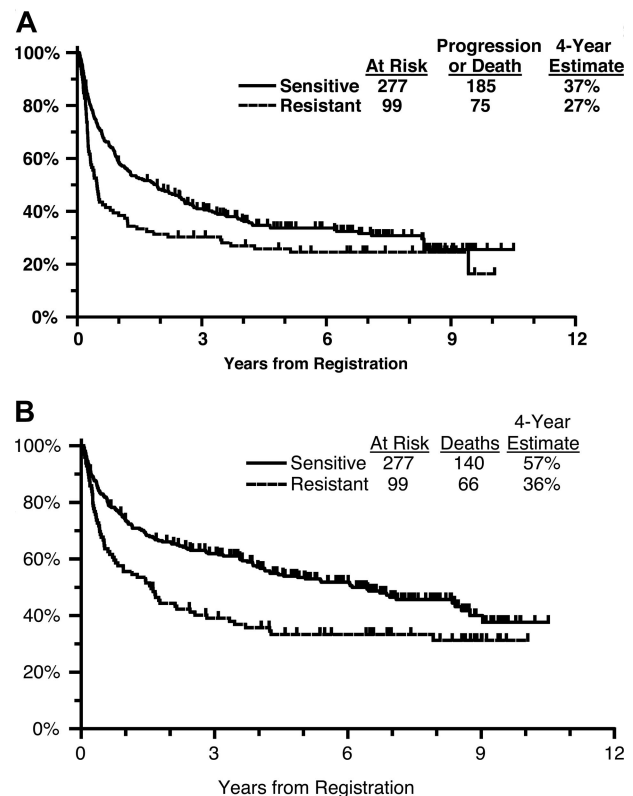 A
Progression 4-Year
At Risk or Death Estimate
Sensitive 277 185 37%
Resistant 99 75 27%
100%
80%
60%
40%
20%
0%
0 3 6 9 12
Years from Registration
B
4-Year
At Risk Deaths Estimate
Sensitive 277 140 57%
Resistant 99 66 36%
100%
80%
60%
40%
20%
0%
0 3 6 9 12
Years from Registration